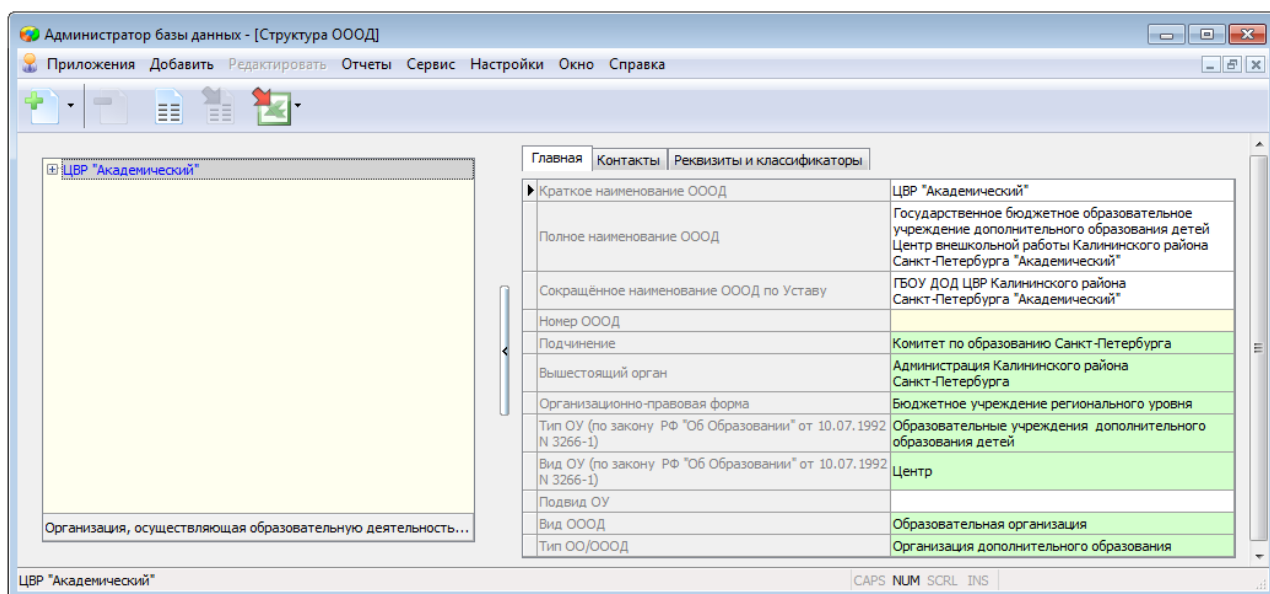 Администратор базы данных - [Структура ОООД]
Приложения Добавить Редактировать Отчеты Сервис Настройки Окно Справка
ЦВР "Академический"
Организация, осуществляющая образовательную деятельность...
Главная Контакты Реквизиты и классификаторы
Краткое наименование ОООД ЦВР "Академический"
Полное наименование ОООД
Государственное бюджетное образовательное
учреждение дополнительного образования детей
Центр внешкольной работы Калининского района
Санкт-Петербурга "Академический"
Сокращённое наименование ОООД по Уставу
ГБОУ ДОД ЦВР Калининского района
Санкт-Петербурга "Академический"
Номер ОООД
Подчинение Комитет по образованию Санкт-Петербурга
Вышестоящий орган
Администрация Калининского района
Санкт-Петербурга
Организационно-правовая форма Бюджетное учреждение регионального уровня
Тип ОУ (по закону РФ "Об Образовании" от 10.07.1992
N 3266-1)
Образовательные учреждения дополнительного
образования детей
Вид ОУ (по закону РФ "Об Образовании" от 10.07.1992
N 3266-1)
Центр
Подвид ОУ
Вид ОООД Образовательная организация
Тип ОО/ОООД Организация дополнительного образования
ЦВР "Академический" CAPS NUM SCRL INS